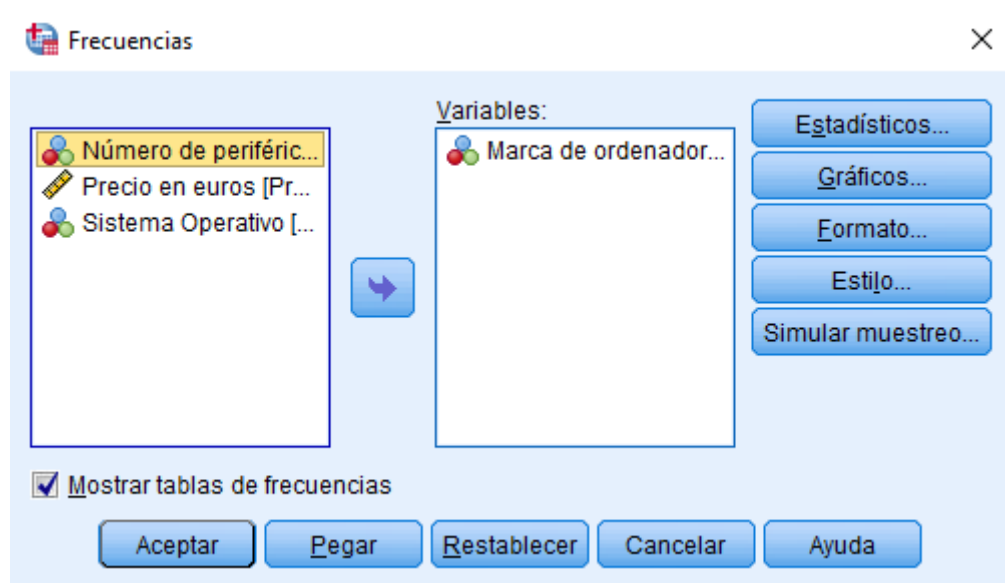 Frecuencias
Variables:
Número de periféric...
Precio en euros [Pr...
Sistema Operativo [...
Marca de ordenador...
Estadísticos...
Gráficos...
Formato...
Estilo...
Simular muestreo...
Mostrar tablas de frecuencias
Aceptar
Pegar
Restablecer
Cancelar
Ayuda